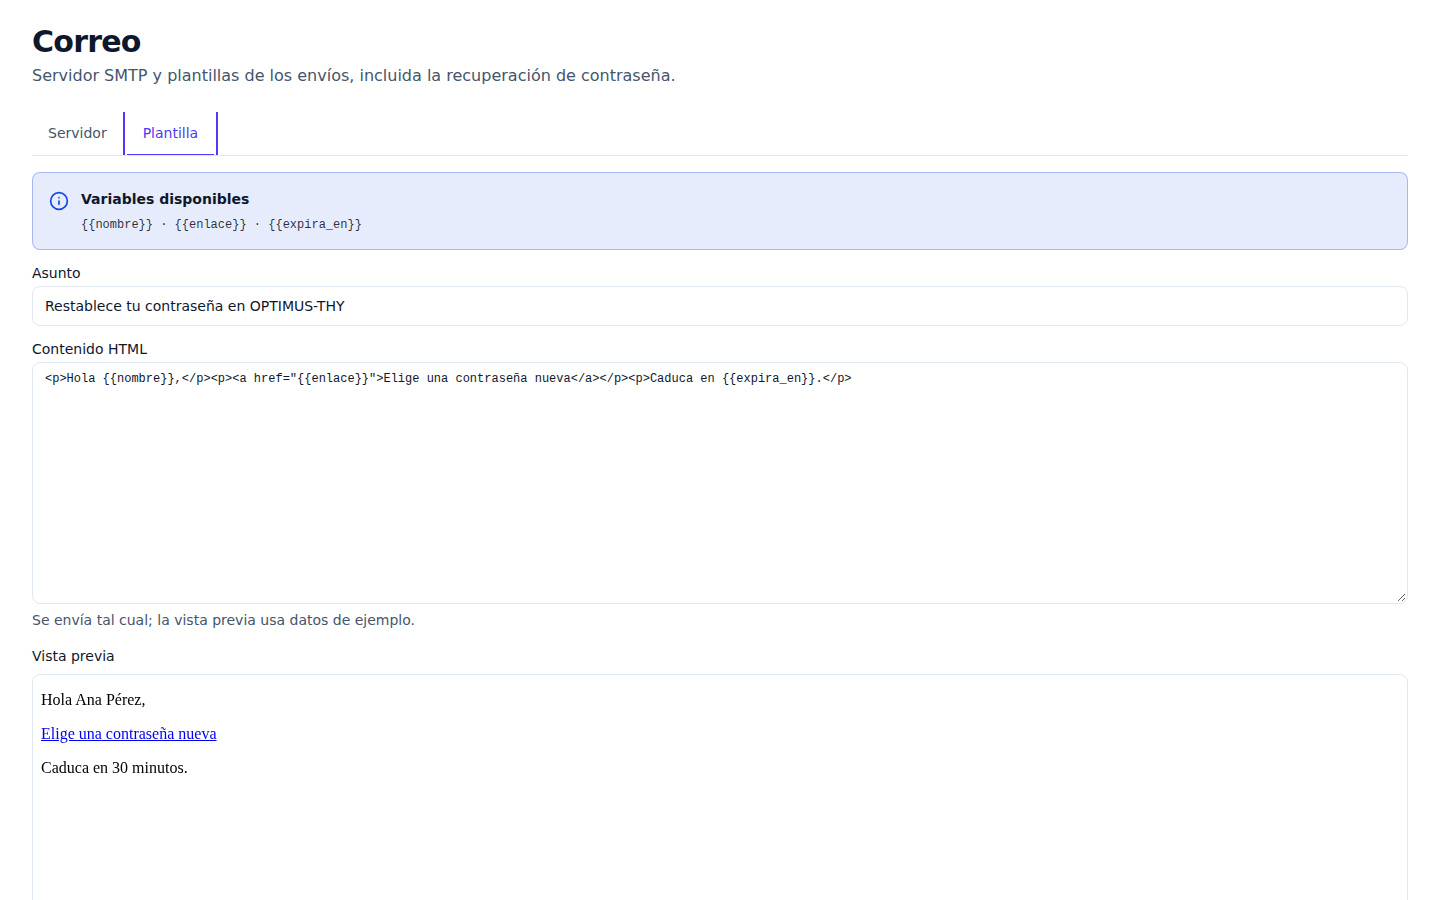 Correo
Servidor SMTP y plantillas de los envíos, incluida la recuperación de contraseña.
Servidor
Plantilla
Variables disponibles
{{nombre}} · {{enlace}} · {{expira_en}}
Asunto
Restablece tu contraseña en OPTIMUS-THY
Contenido HTML
<p>Hola {{nombre}},</p><p><a href="{{enlace}}">Elige una contraseña nueva</a></p><p>Caduca en {{expira_en}}.</p>
Se envía tal cual; la vista previa usa datos de ejemplo.
Vista previa
Hola Ana Pérez,
Elige una contraseña nueva
Caduca en 30 minutos.